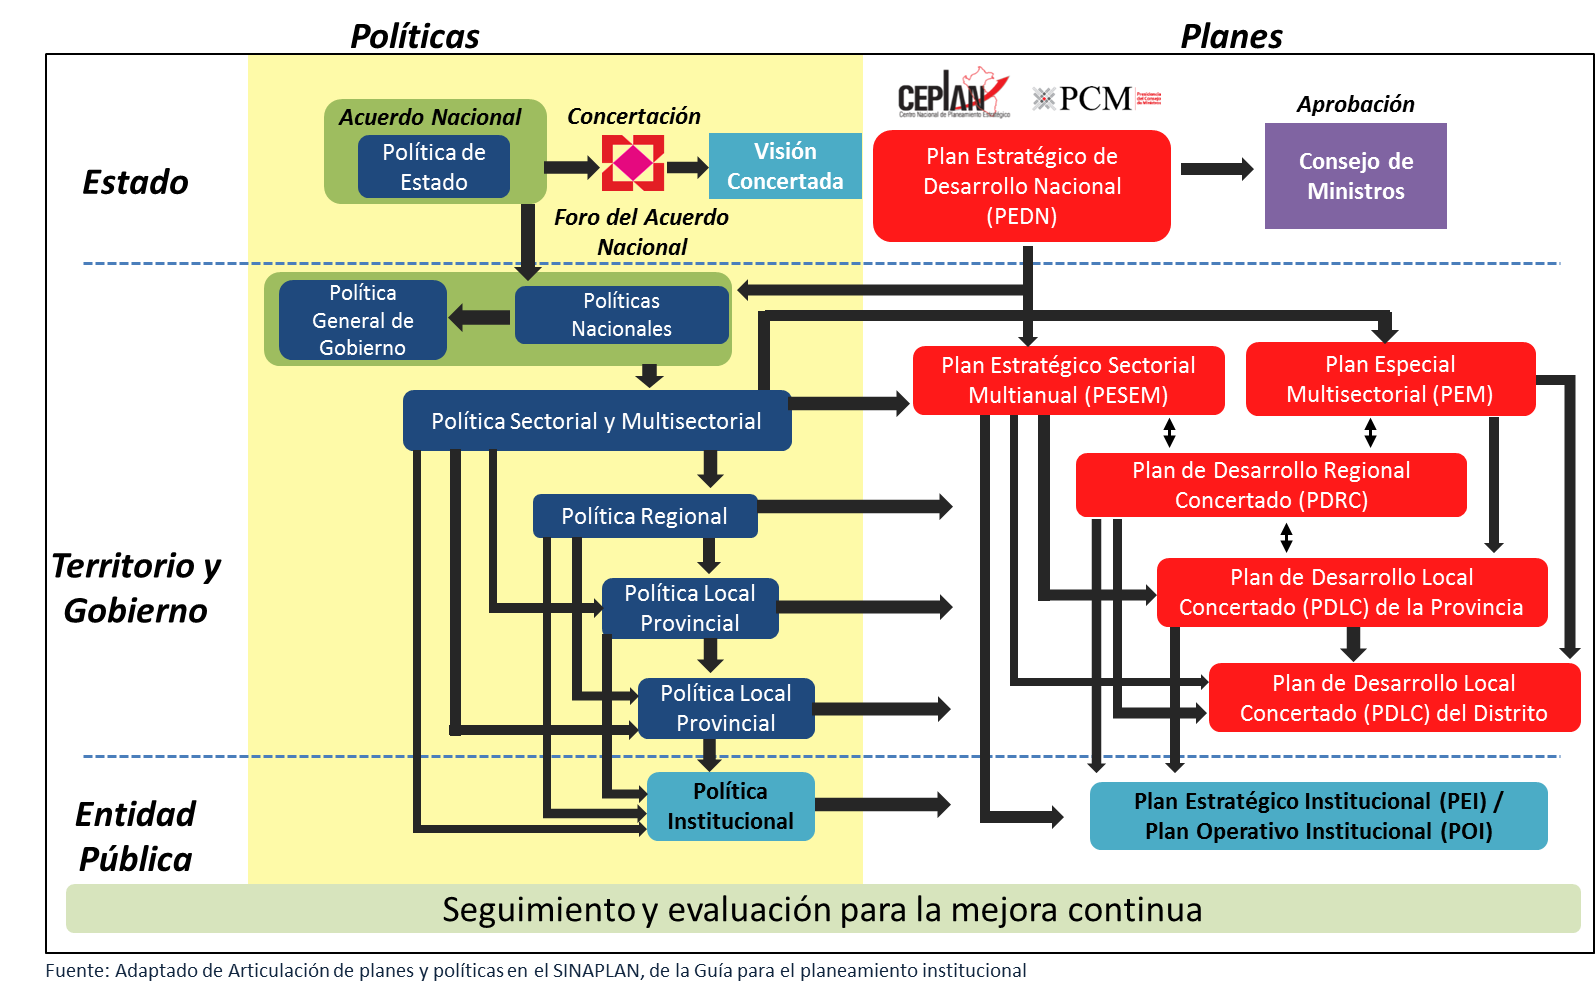 Políticas
Planes
Estado
Acuerdo Nacional
Política de
Estado
Concertación
Foro del Acuerdo
Nacional
Visión
Concertada
CEPLAN
Centro Nacional de Planeamiento Estratégico
PCM
Presidencia
del Consejo
de Ministros
Plan Estratégico de
Desarrollo Nacional
(PEDN)
Aprobación
Consejo de
Ministros
Territorio y
Gobierno
Política
General de
Gobierno
Políticas
Nacionales
Política Sectorial y Multisectorial
Política Regional
Política Local
Provincial
Política Local
Provincial
Plan Estratégico Sectorial
Multianual (PESEM)
Plan Especial
Multisectorial (PEM)
Plan de Desarrollo Regional
Concertado (PDRC)
Plan de Desarrollo Local
Concertado (PDLC) de la Provincia
Plan de Desarrollo Local
Concertado (PDLC) del Distrito
Entidad
Pública
Política
Institucional
Plan Estratégico Institucional (PEI) /
Plan Operativo Institucional (POI)
Seguimiento y evaluación para la mejora continua
Fuente: Adaptado de Articulación de planes y políticas en el SINAPLAN, de la Guía para el planeamiento institucional